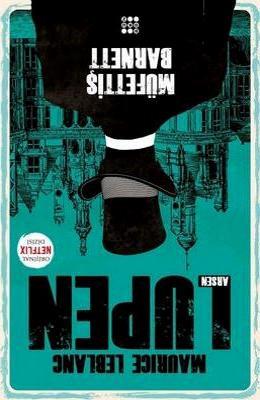 MAURICE LEBLANC
ARSEN
LUPEN
ORİJİNAL
NETFLIX
DİZİSİ
MÜFETTİŞ
BARNETT